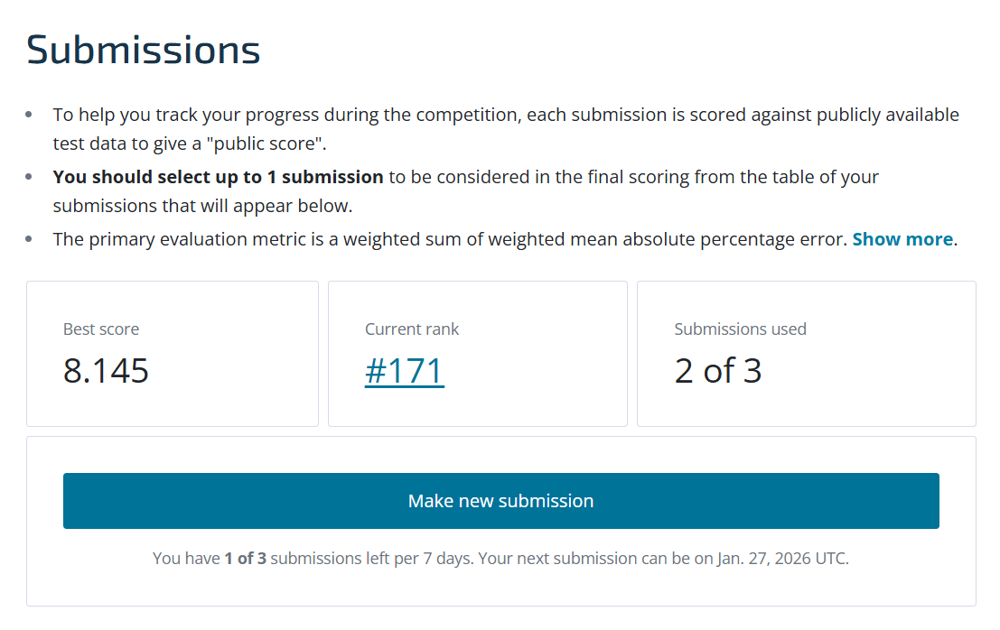 Submissions
To help you track your progress during the competition, each submission is scored against publicly available
test data to give a "public score".
You should select up to 1 submission to be considered in the final scoring from the table of your
submissions that will appear below.
The primary evaluation metric is a weighted sum of weighted mean absolute percentage error. Show more.
Best score
8.145
Current rank
#171
Submissions used
2 of 3
Make new submission
You have 1 of 3 submissions left per 7 days. Your next submission can be on Jan. 27, 2026 UTC.